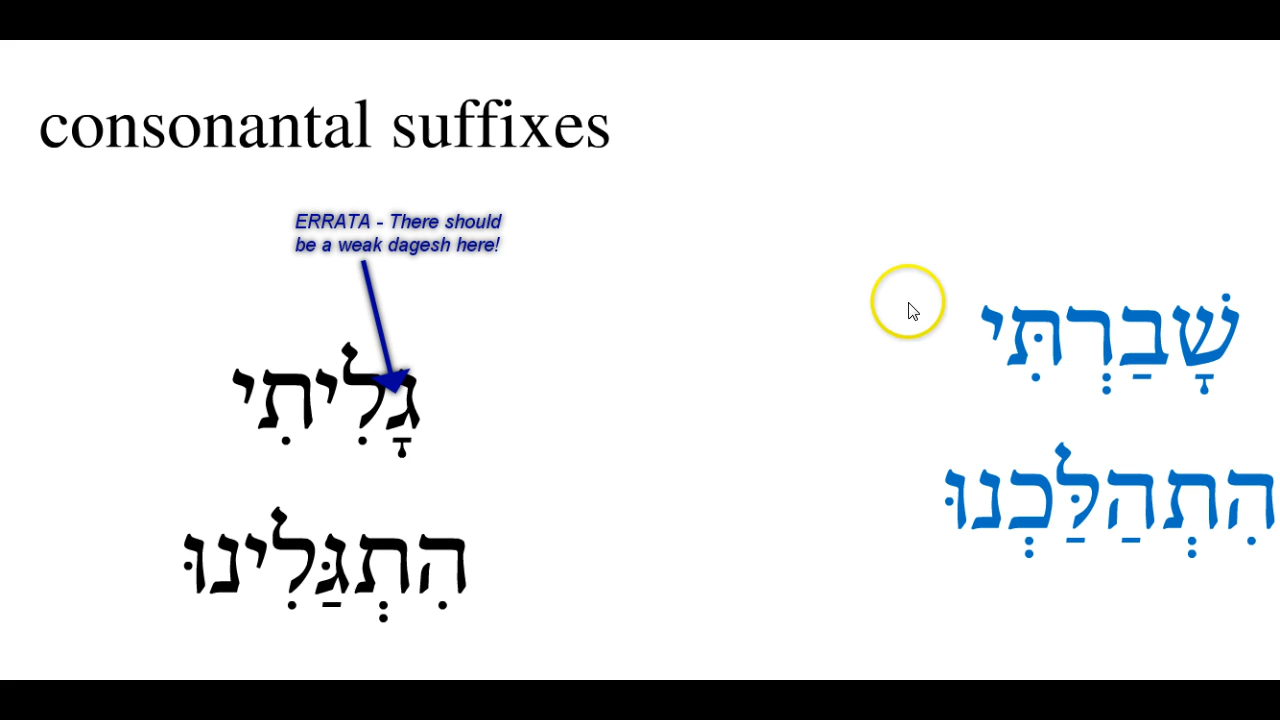 consonantal suffixes
ERRATA - There should
be a weak dagesh here!
גָלִיתִי
הִתְגַּלִינוּ
שָׁבַרְתִּי
הִתְהַלַּכְנוּ